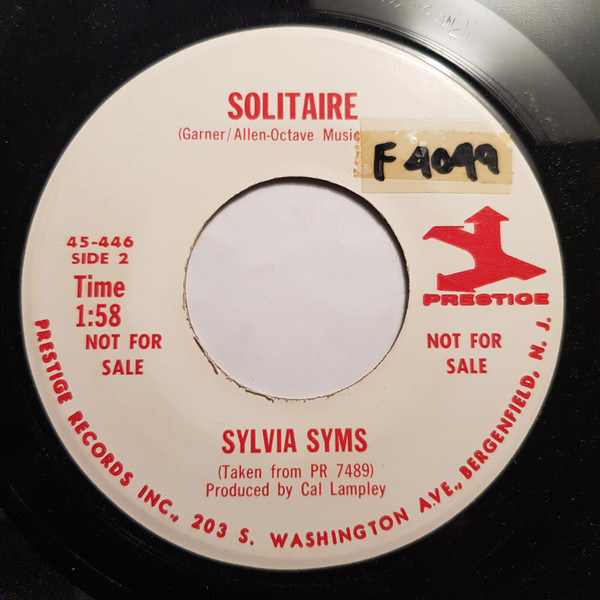 SOLITAIRE
(Garner/Allen-Octave Music
F 4049
45-446
SIDE 2
Time
1:58
NOT FOR
SALE
PRESTIGE
NOT FOR
SALE
SYLVIA SYMS
(Taken from PR 7489)
Produced by Cal Lampley
PRESTIGE RECORDS INC., 203 S. WASHINGTON AVE., BERGENFIELD, N. J.